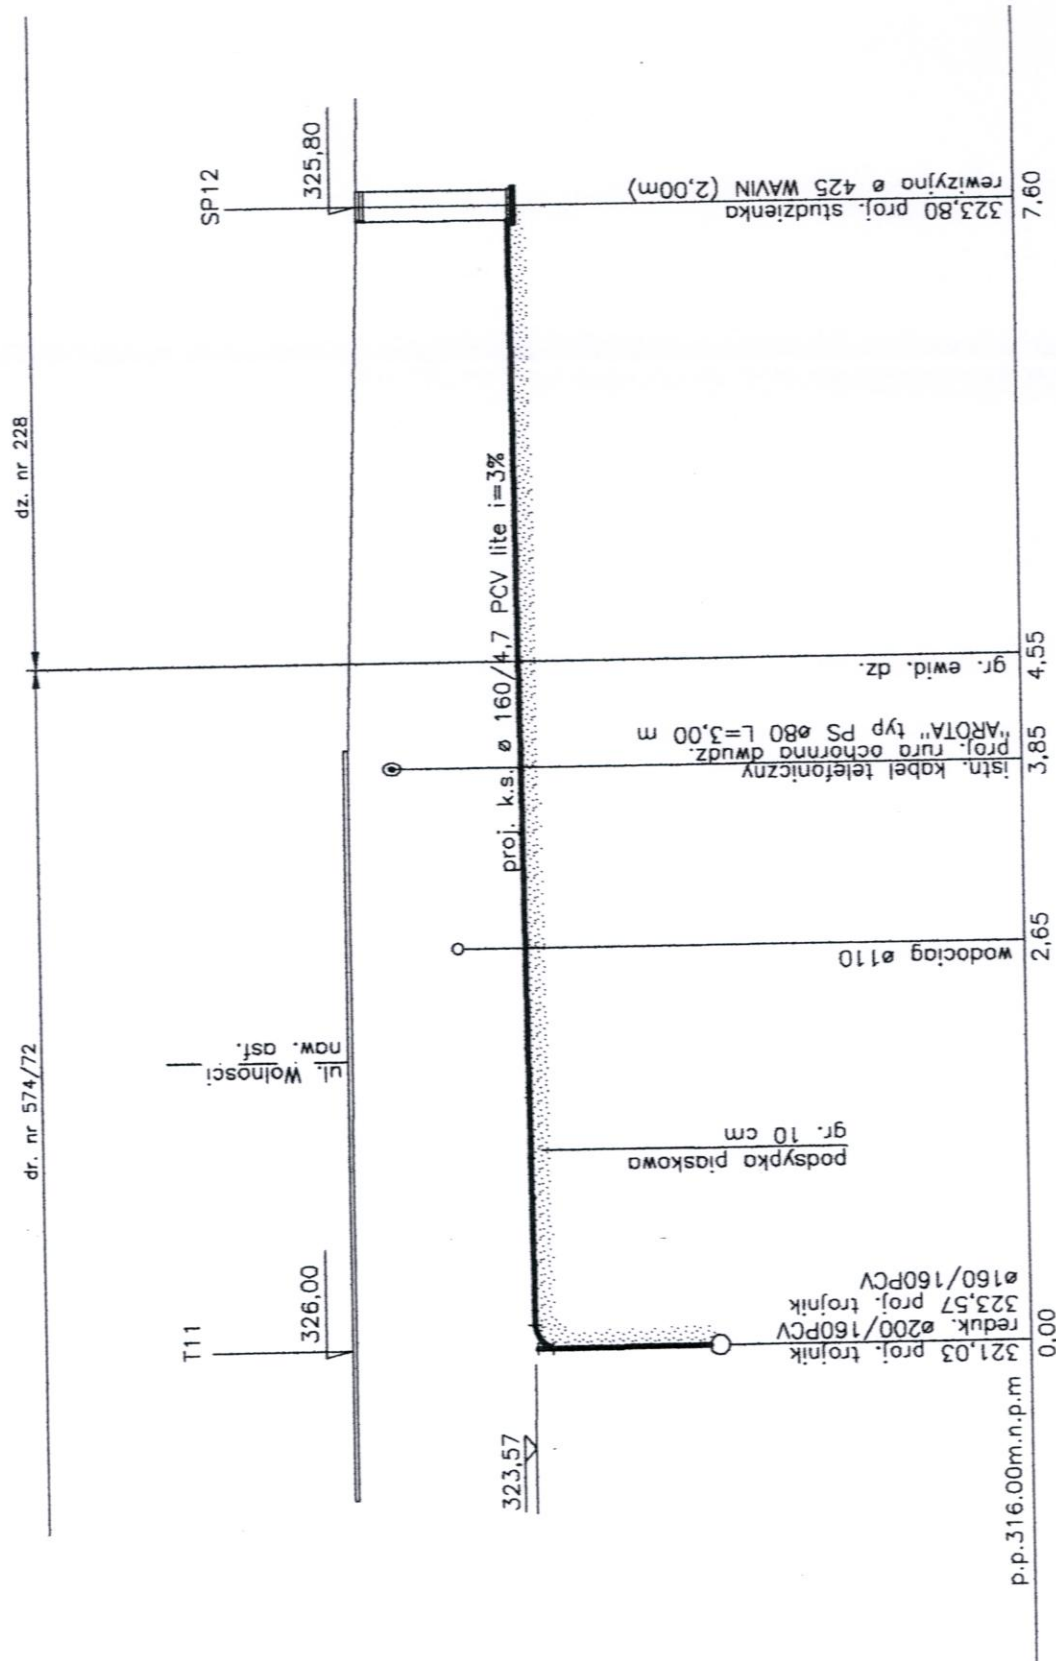 dr. nr 574/72
dz. nr 228
T11
326,00
SP12
325,80
ul. Wolnosci
naw. asf.
323,57
proj. k.s. ø 160/4,7 PCV lite i=3%
podsypka piaskowa
gr. 10 cm
321,03 proj. trojnik
reduk. ø200/160PCV
323,57 proj. trojnik
ø160/160PCV
wodociag ø110
istn. kabel telefoniczny
proj. rura ochronna dwudz.
"AROTA" typ PS ø80 L=3,00 m
gr. ewid. dz.
323,80 proj. studzienka
rewizyjna ø 425 WAVIN (2,00m)
p.p.316.00m.n.p.m
0,00
2,65
3,85
4,55
7,60